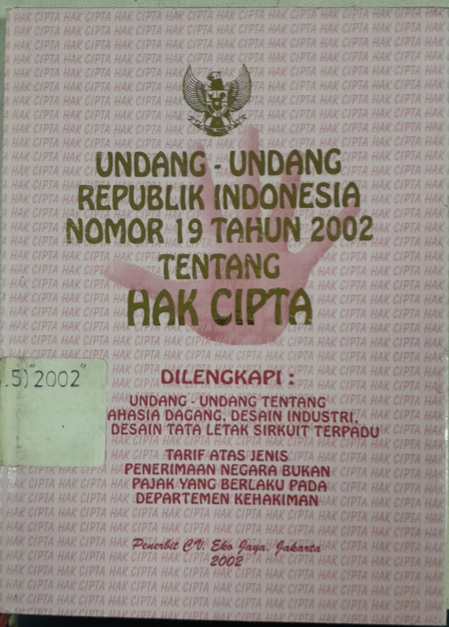 UNDANG - UNDANG
REPUBLIK INDONESIA
NOMOR 19 TAHUN 2002
TENTANG
HAK CIPTA
DILENGKAPI :
.5)"2002"
UNDANG - UNDANG TENTANG
AHASIA DAGANG, DESAIN INDUSTRI,
DESAIN TATA LETAK SIRKUIT TERPADU
TARIF ATAS JENIS
PENERIMAAN NEGARA BUKAN
PAJAK YANG BERLAKU PADA
DEPARTEMEN KEHAKIMAN
Penerbit CV. Eko Jaya, Jakarta
2002